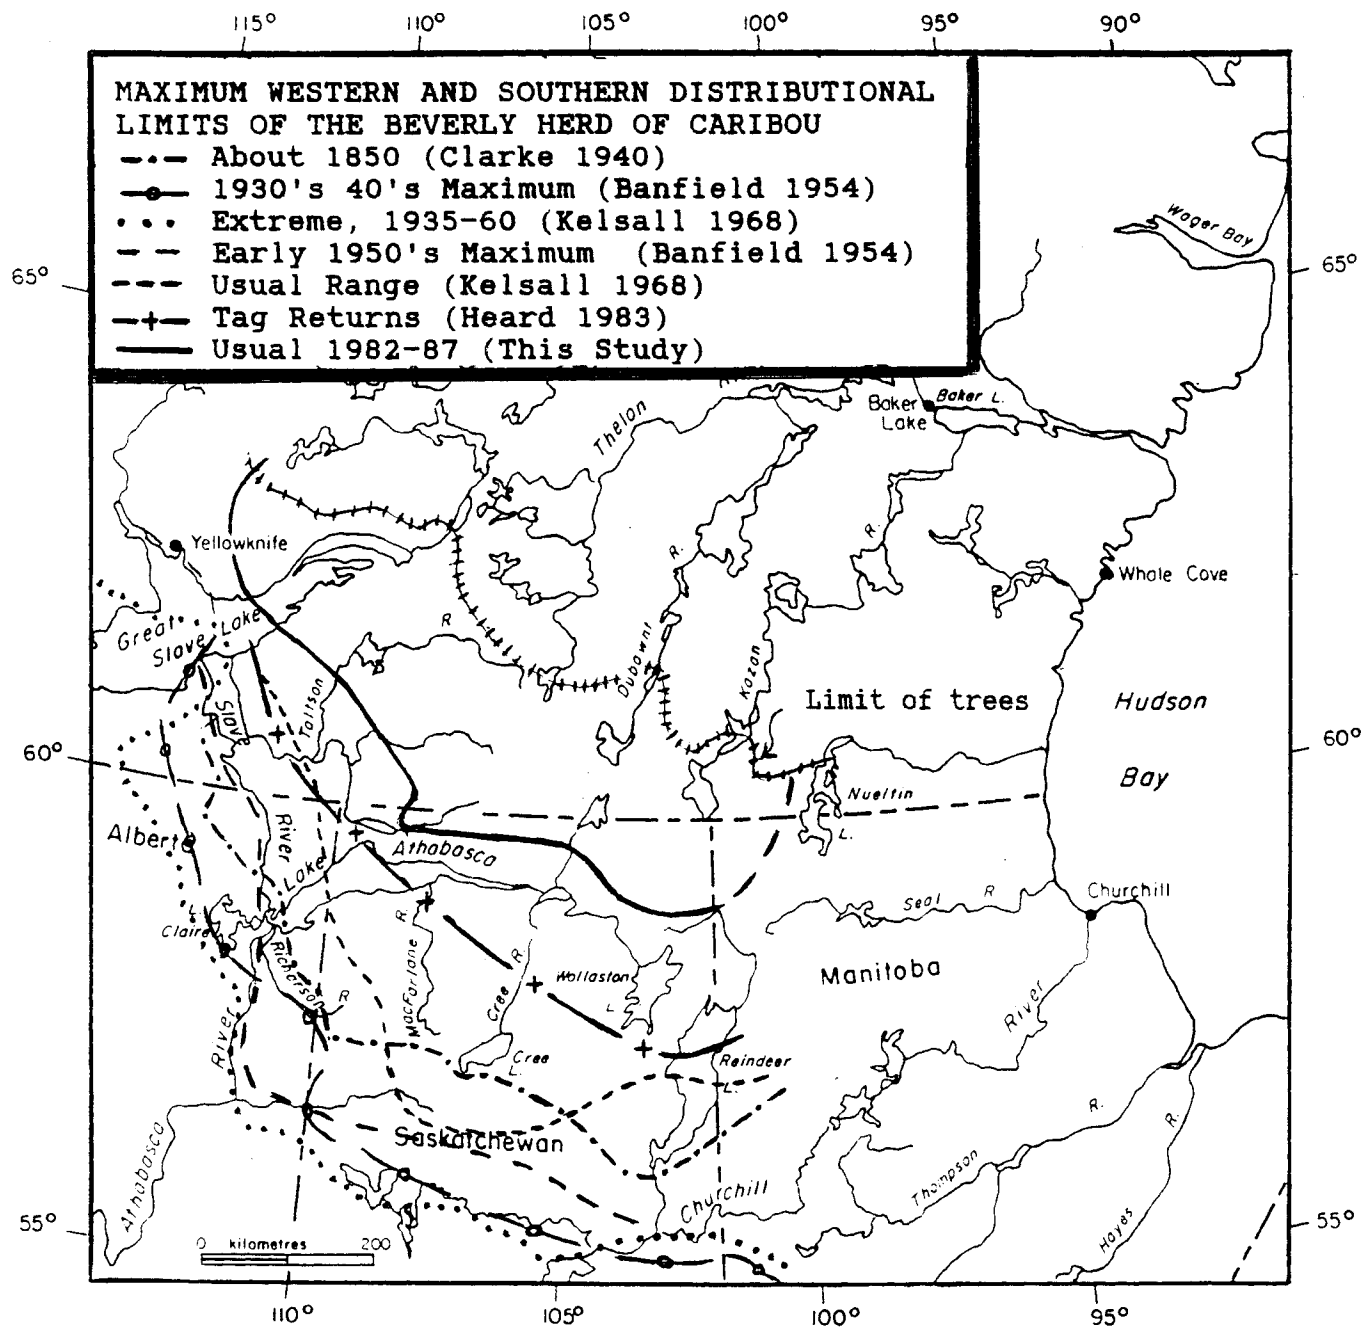 115° 110° 105° 100° 95° 90°
MAXIMUM WESTERN AND SOUTHERN DISTRIBUTIONAL
LIMITS OF THE BEVERLY HERD OF CARIBOU
About 1850 (Clarke 1940)
1930's 40's Maximum (Banfield 1954)
Extreme, 1935-60 (Kelsall 1968)
Early 1950's Maximum (Banfield 1954)
Usual Range (Kelsall 1968)
Tag Returns (Heard 1983)
Usual 1982-87 (This Study)
Wager Bay
65° 65°
Baker L.
Baker
Lake
Thelon
Yellowknife
R.
R.
Whale Cove
Great
Slave Lake
R
Dubawnt
Kazan
Taltson
Slave
Limit of trees
Hudson
Bay
60° 60°
Nueltin
L.
Alberta
River
Lake Athabasca
Churchill
Seal R
L.
Claire
Richarson
R
MacFarlane
R.
Cree
R.
Wollaston
L.
Manitoba
River
River
Cree
L.
Reindeer
L.
R.
R.
Saskatchewan
Athabasca
Churchill
Thompson
Hayes
55° 55°
0 kilometres 200
110° 105° 100° 95°